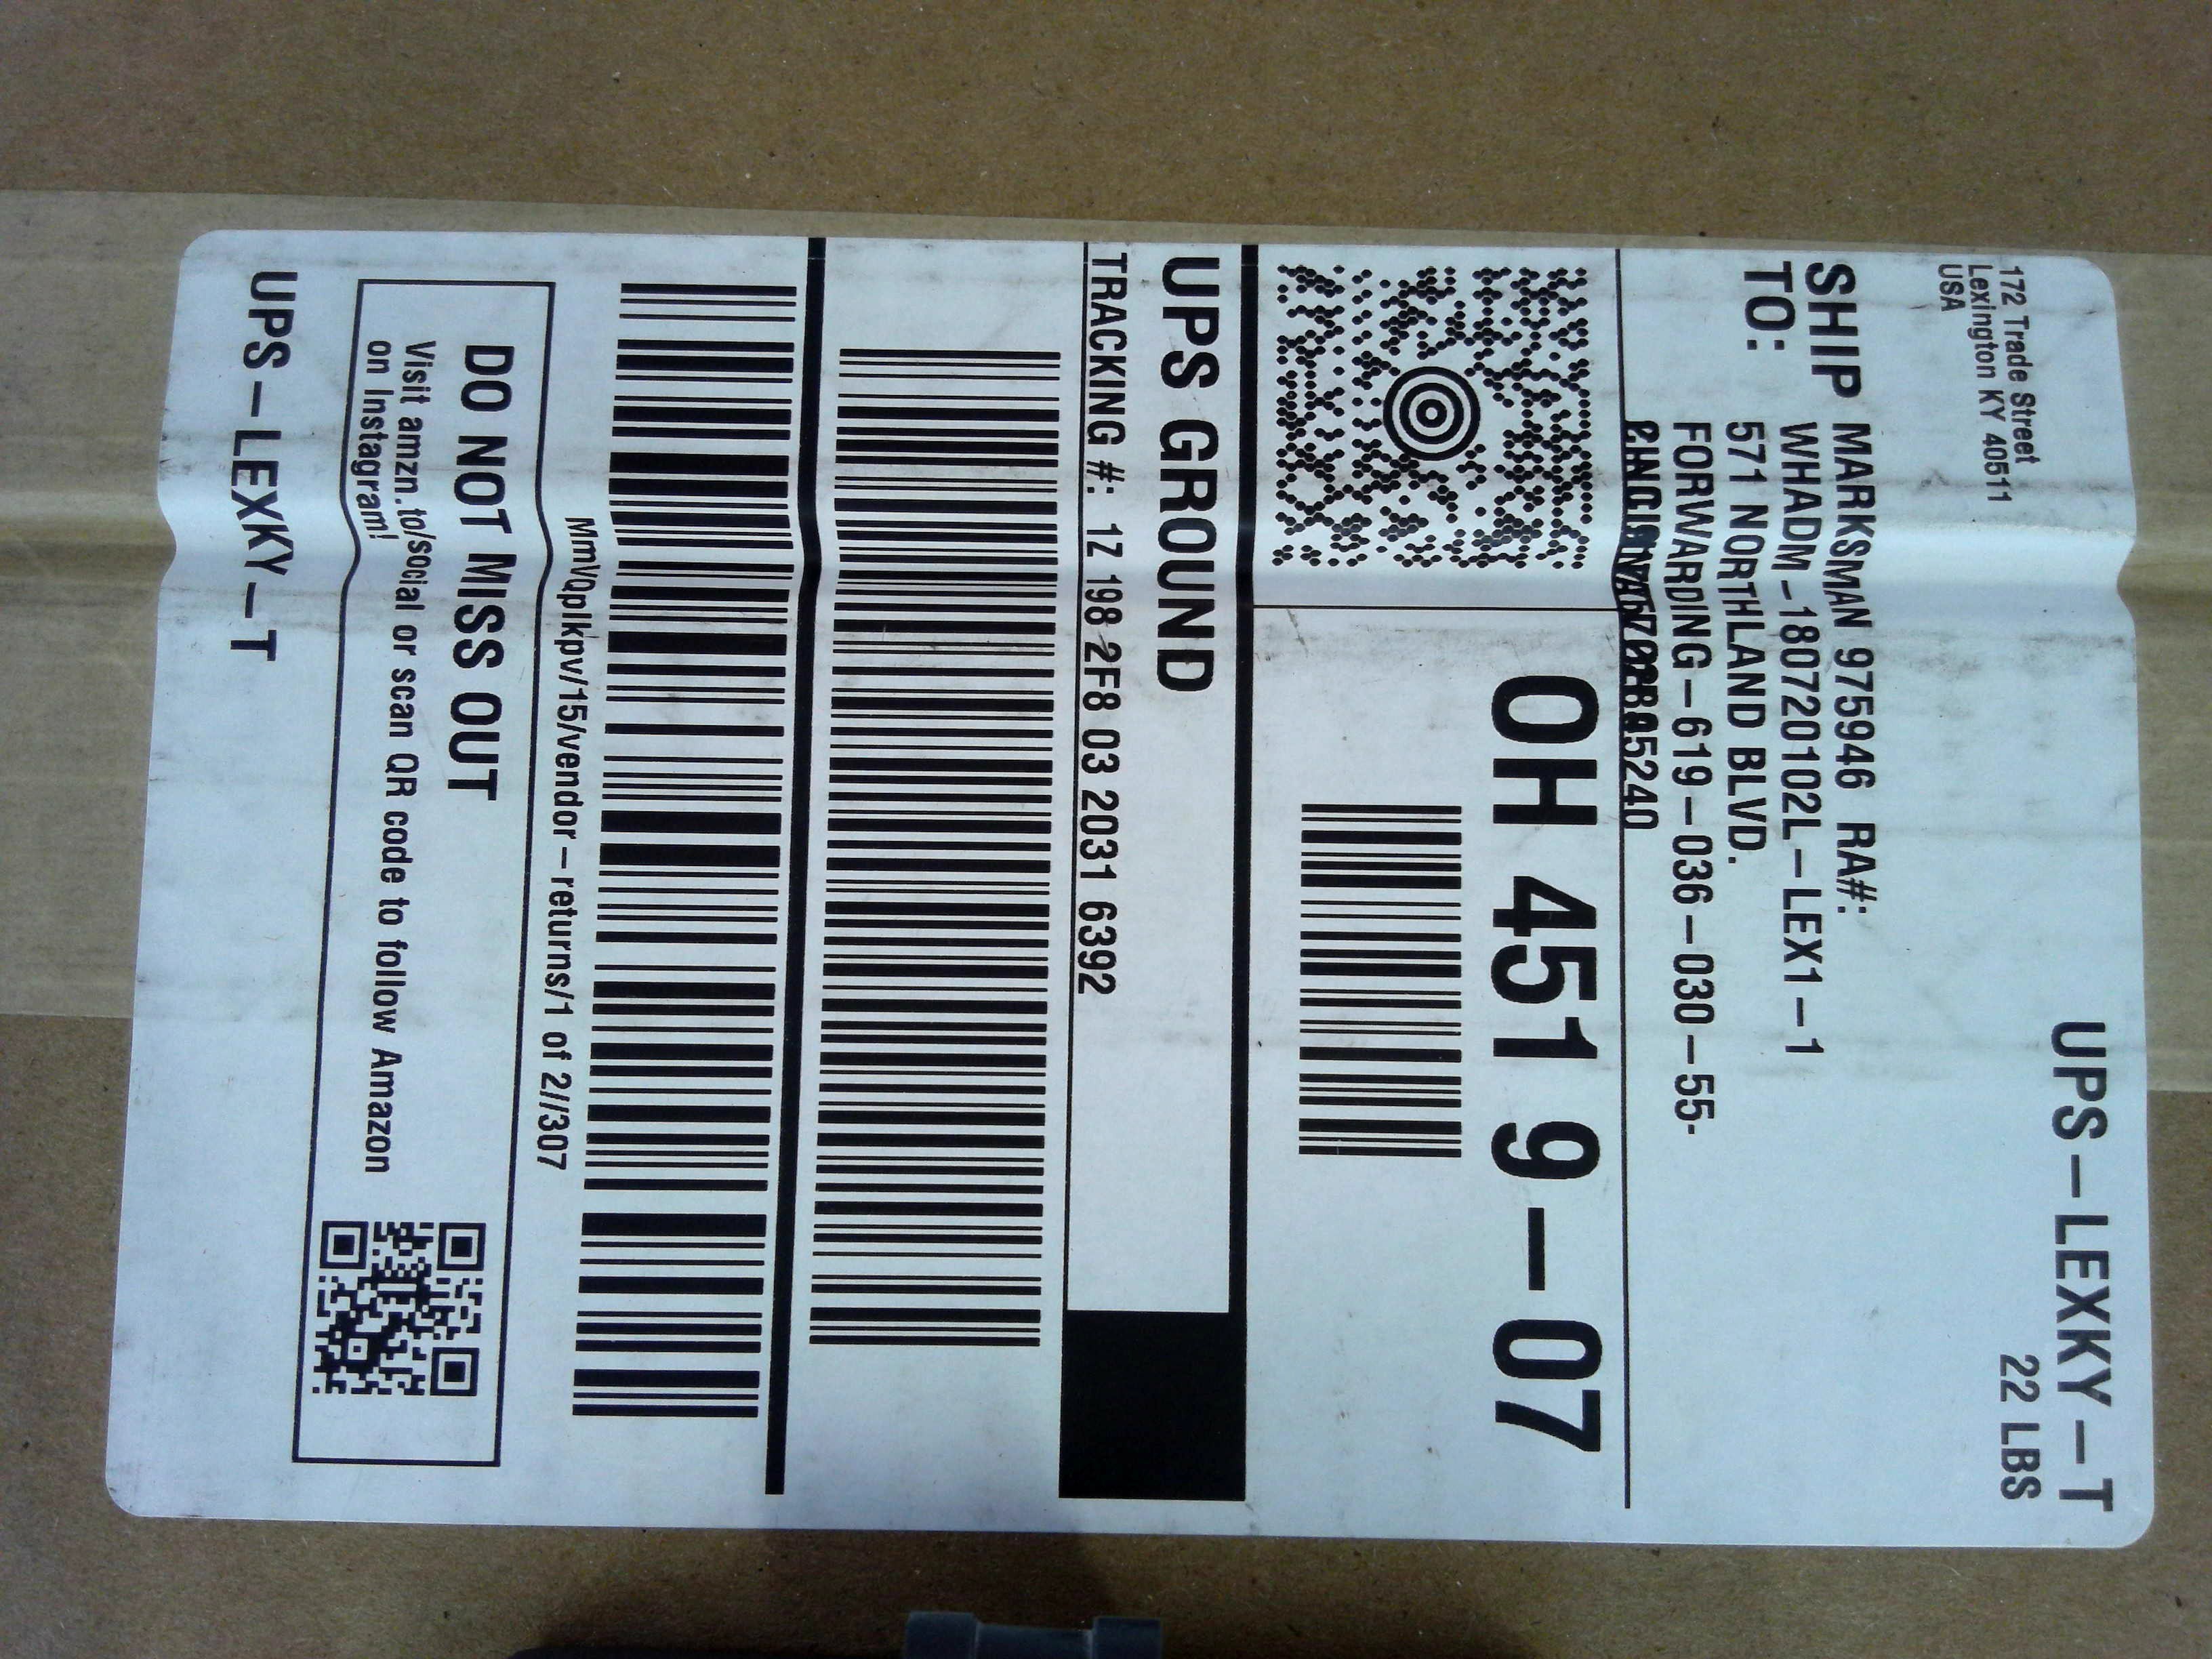 UPS-LEXKY-T
22 LBS
172 Trade Street
Lexington KY 40511
USA
SHIP
TO:
MARKSMAN 975946 RA#:
WHADM-180720102L-LEX1-1
571 NORTHLAND BLVD.
FORWARDING-619-036-030-55-
OH 451 9-07
UPS GROUND
TRACKING #: 1Z 198 2F8 03 2031 6392
MmVQplkpv/15/vendor-returns/1 of 2//307
DO NOT MISS OUT
Visit amzn.to/social or scan QR code to follow Amazon
on Instagram!
UPS-LEXKY-T